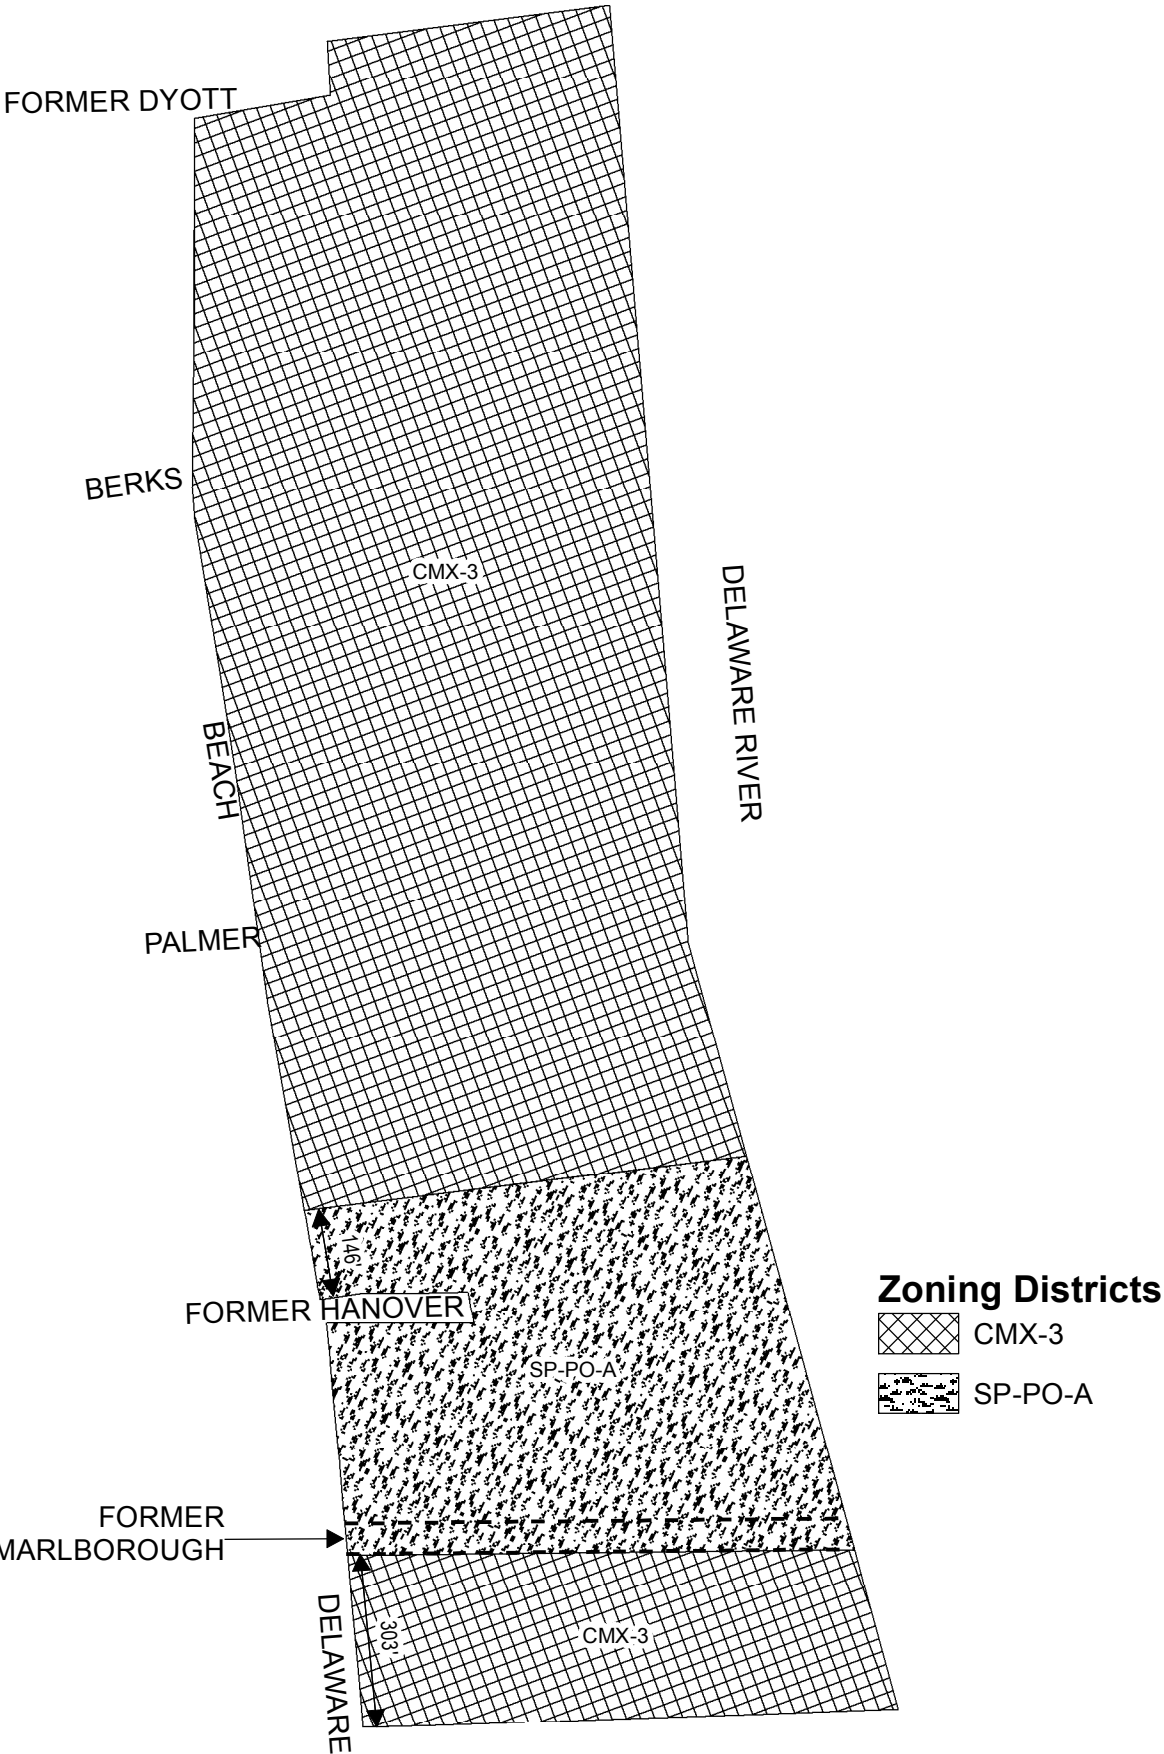 FORMER DYOTT
BERKS
CMX-3
DELAWARE RIVER
BEACH
PALMER
146'
FORMER HANOVER
Zoning Districts
CMX-3
SP-PO-A
SP-PO-A
FORMER
MARLBOROUGH
303'
CMX-3
DELAWARE